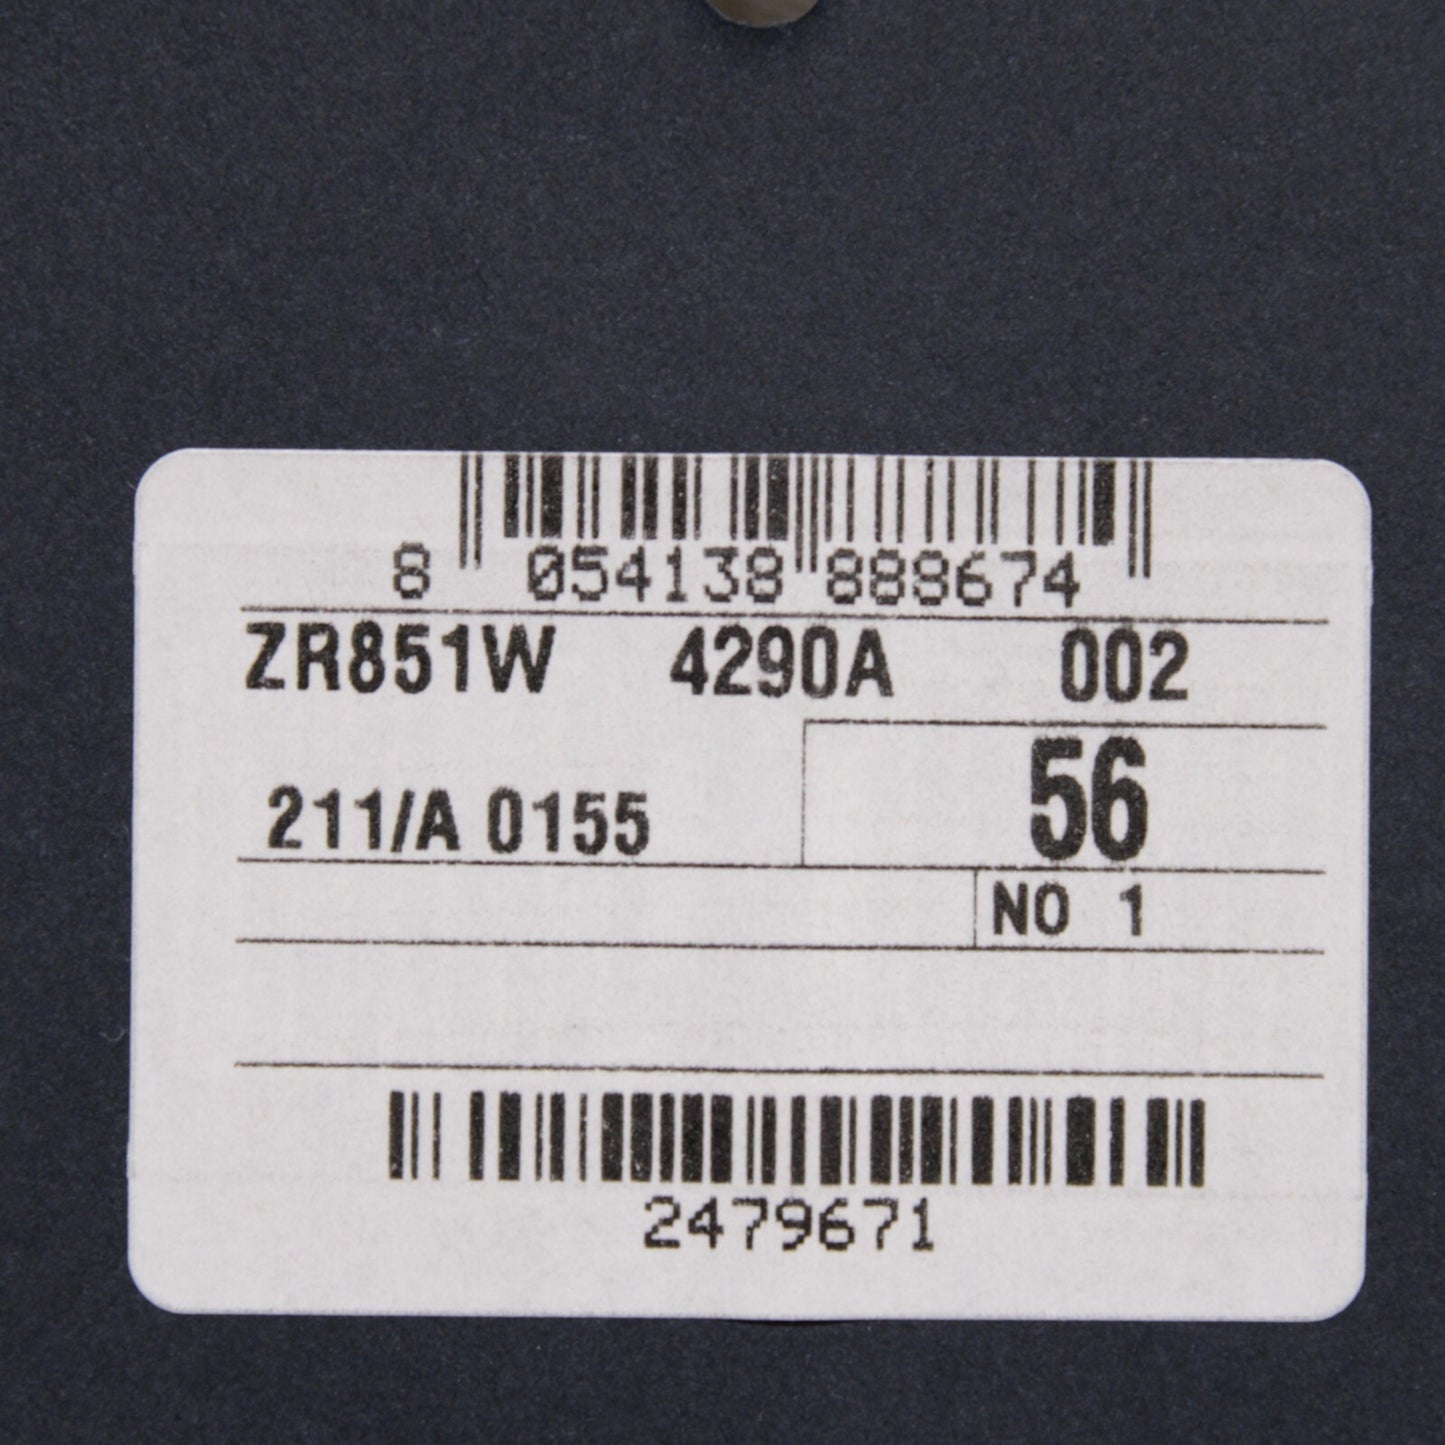 8 054138 888674
ZR851W 4290A 002
56
211/A 0155
NO 1
2479671